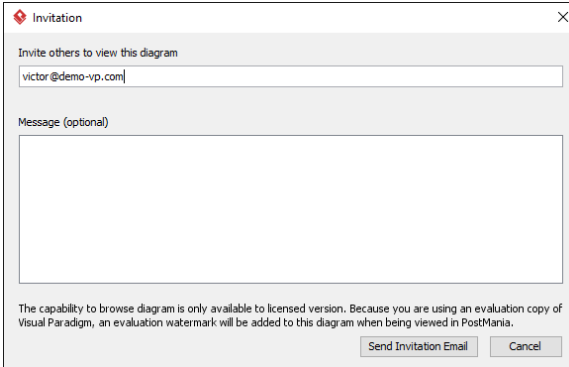 Invitation
Invite others to view this diagram
victor@demo-vp.com
Message (optional)
The capability to browse diagram is only available to licensed version. Because you are using an evaluation copy of
Visual Paradigm, an evaluation watermark will be added to this diagram when being viewed in PostMania.
Send Invitation Email Cancel